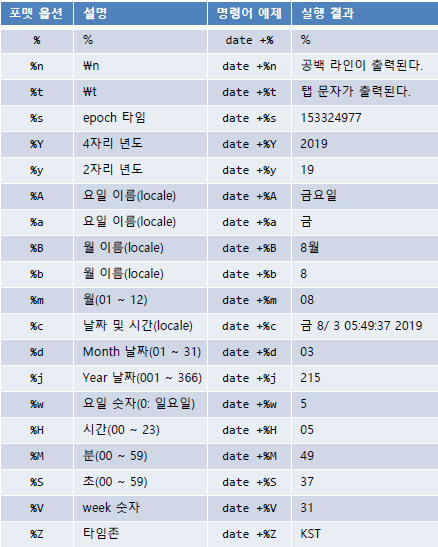 포맷 옵션 설명 명령어 예제 실행 결과
% % date +% %
%n ₩n date +%n 공백 라인이 출력된다.
%t ₩t date +%t 탭 문자가 출력된다.
%s epoch 타임 date +%s 153324977
%Y 4자리 년도 date +%Y 2019
%y 2자리 년도 date +%y 19
%A 요일 이름(locale) date +%A 금요일
%a 요일 이름(locale) date +%a 금
%B 월 이름(locale) date +%B 8월
%b 월 이름(locale) date +%b 8
%m 월(01 ~ 12) date +%m 08
%c 날짜 및 시간(locale) date +%c 금 8/ 3 05:49:37 2019
%d Month 날짜(01 ~ 31) date +%d 03
%j Year 날짜(001 ~ 366) date +%j 215
%w 요일 숫자(0: 일요일) date +%w 5
%H 시간(00 ~ 23) date +%H 05
%M 분(00 ~ 59) date +%M 49
%S 초(00 ~ 59) date +%S 37
%V week 숫자 date +%V 31
%Z 타임존 date +%Z KST